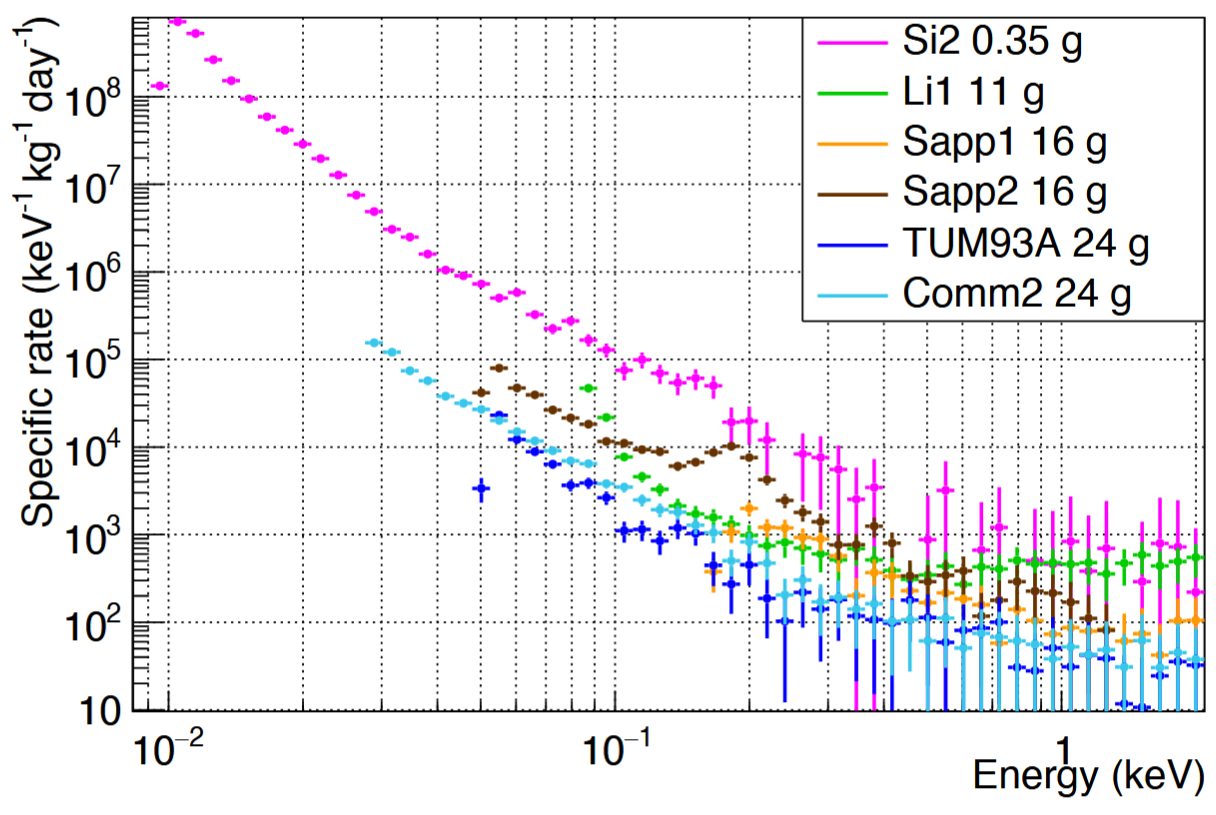 Specific rate (keV⁻¹ kg⁻¹ day⁻¹)
10⁸
10⁷
10⁶
10⁵
10⁴
10³
10²
10
Si2 0.35 g
Li1 11 g
Sapp1 16 g
Sapp2 16 g
TUM93A 24 g
Comm2 24 g
10⁻² 10⁻¹ 1
Energy (keV)